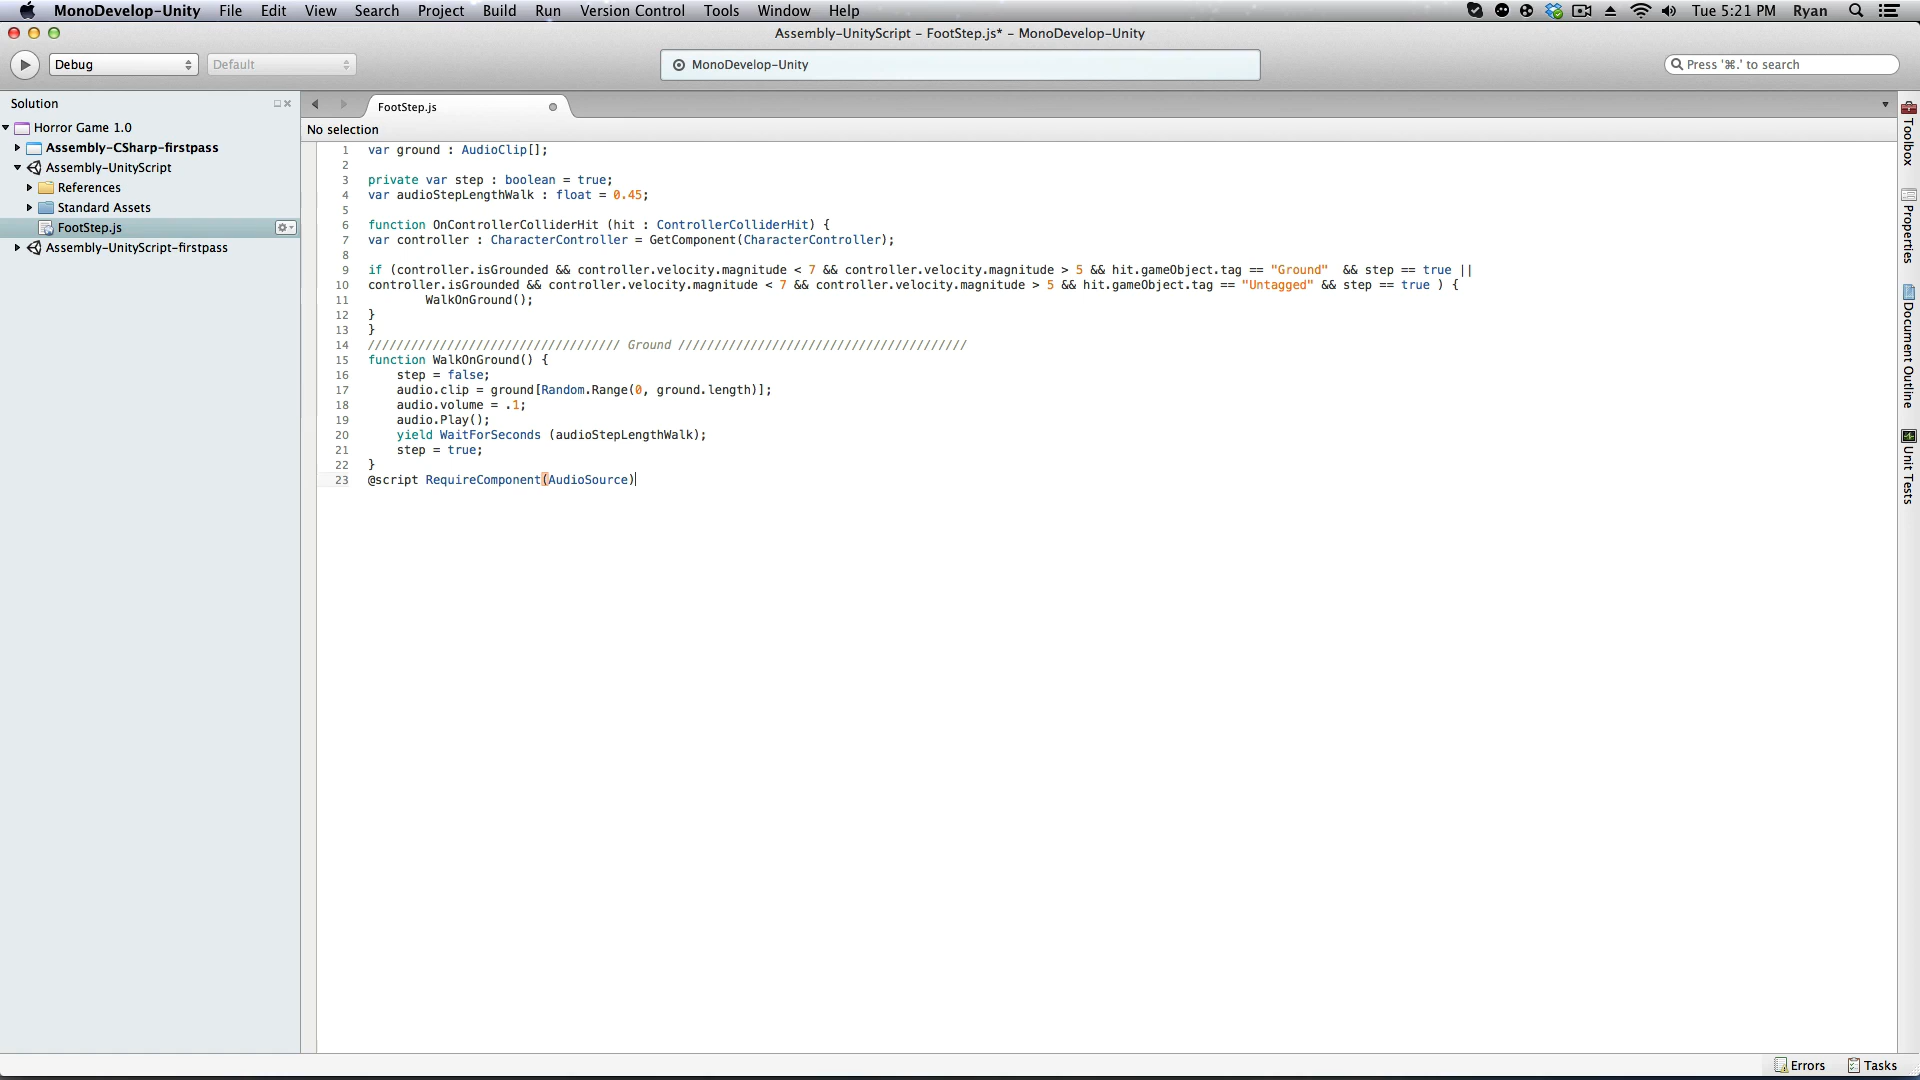 MonoDevelop-Unity File Edit View Search Project Build Run Version Control Tools Window Help Tue 5:21 PM Ryan
Assembly-UnityScript – FootStep.js* – MonoDevelop-Unity
Debug Default MonoDevelop-Unity Press '⌘.' to search
Solution
Horror Game 1.0
Assembly-CSharp-firstpass
Assembly-UnityScript
References
Standard Assets
FootStep.js
Assembly-UnityScript-firstpass
FootStep.js
No selection
1 var ground : AudioClip[];
2
3 private var step : boolean = true;
4 var audioStepLengthWalk : float = 0.45;
5
6 function OnControllerColliderHit (hit : ControllerColliderHit) {
7 var controller : CharacterController = GetComponent(CharacterController);
8
9 if (controller.isGrounded && controller.velocity.magnitude < 7 && controller.velocity.magnitude > 5 && hit.gameObject.tag == "Ground"  && step == true ||
10 controller.isGrounded && controller.velocity.magnitude < 7 && controller.velocity.magnitude > 5 && hit.gameObject.tag == "Untagged" && step == true ) {
11         WalkOnGround();
12 }
13 }
14 /////////////////////////////////// Ground ////////////////////////////////////////
15 function WalkOnGround() {
16     step = false;
17     audio.clip = ground[Random.Range(0, ground.length)];
18     audio.volume = .1;
19     audio.Play();
20     yield WaitForSeconds (audioStepLengthWalk);
21     step = true;
22 }
23 @script RequireComponent(AudioSource)
Toolbox
Properties
Document Outline
Unit Tests
Errors Tasks